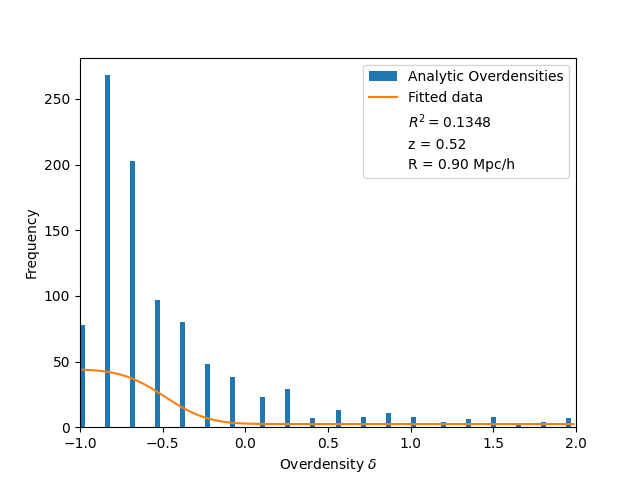 Analytic Overdensities
Fitted data
R² = 0.1348
z = 0.52
R = 0.90 Mpc/h
Frequency
250
200
150
100
50
0
−1.0 −0.5 0.0 0.5 1.0 1.5 2.0
Overdensity δ